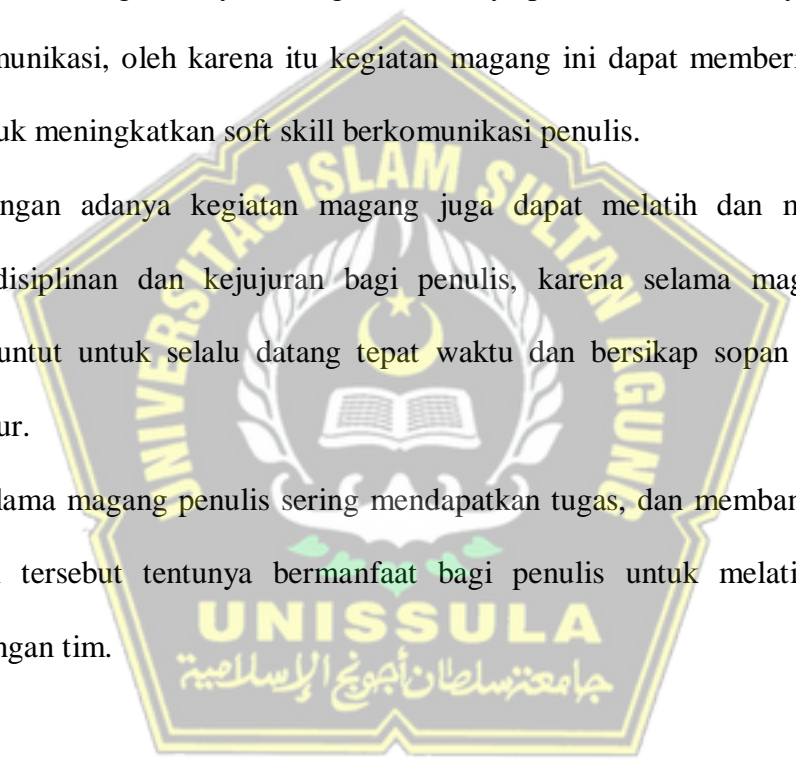 munikasi, oleh karena itu kegiatan magang ini dapat memberi
uk meningkatkan soft skill berkomunikasi penulis.
UNIVERSITAS ISLAM SULTAN AGUNG
ngan adanya kegiatan magang juga dapat melatih dan m
disiplinan dan kejujuran bagi penulis, karena selama mag
untut untuk selalu datang tepat waktu dan bersikap sopan
ur.
lama magang penulis sering mendapatkan tugas, dan memban
tersebut tentunya bermanfaat bagi penulis untuk melati
UNISSULA
ngan tim.
جامعة سلطان أجونج الإسلامية